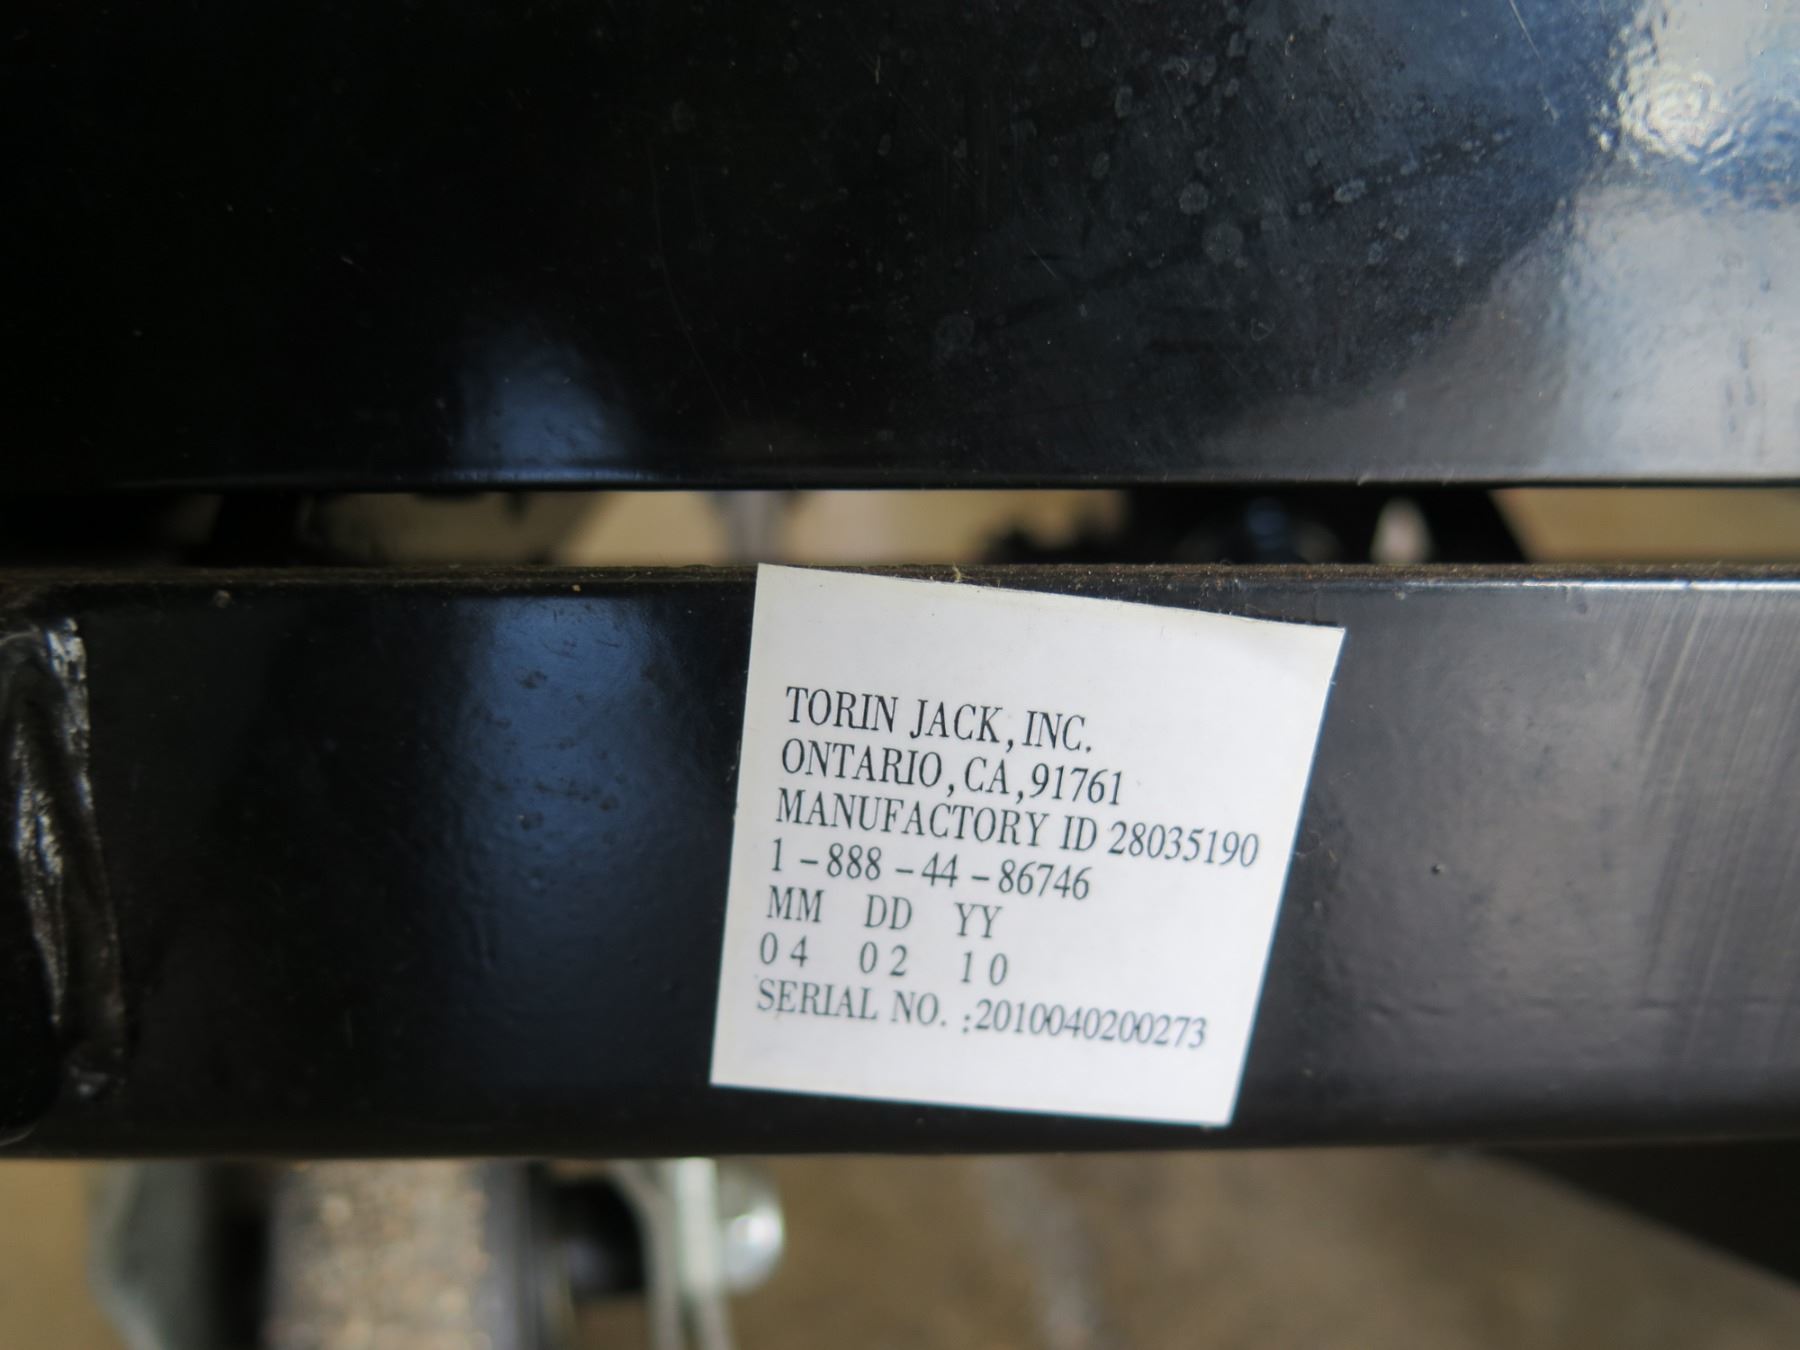 TORIN JACK, INC.
ONTARIO, CA, 91761
MANUFACTORY ID 28035190
1-888-44-86746
MM DD YY
04 02 10
SERIAL NO. :2010040200273